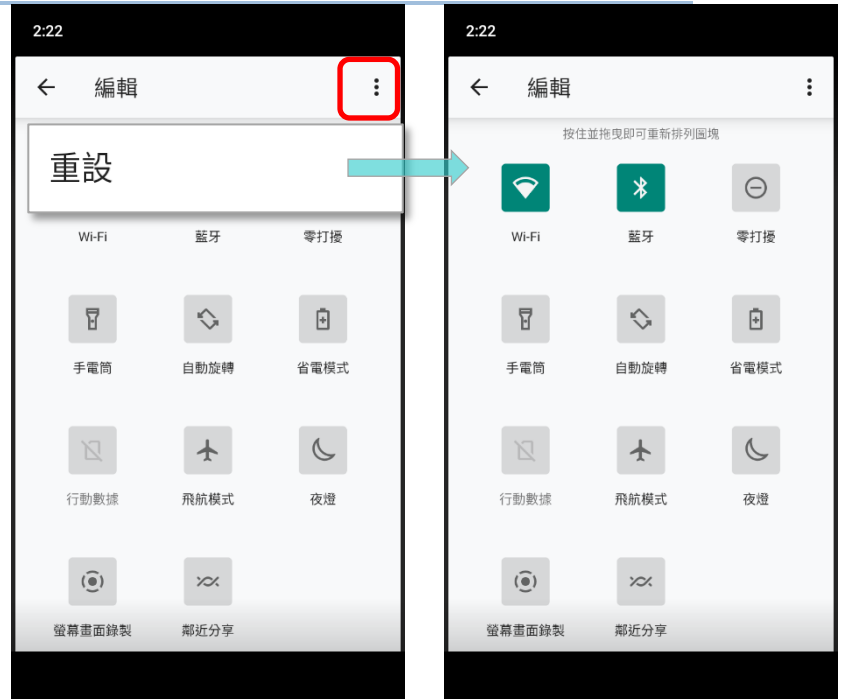 2:22
編輯
重設
Wi-Fi 藍牙 零打擾
手電筒 自動旋轉 省電模式
行動數據 飛航模式 夜燈
螢幕畫面錄製 鄰近分享
2:22
編輯
按住並拖曳即可重新排列圖塊
Wi-Fi 藍牙 零打擾
手電筒 自動旋轉 省電模式
行動數據 飛航模式 夜燈
螢幕畫面錄製 鄰近分享